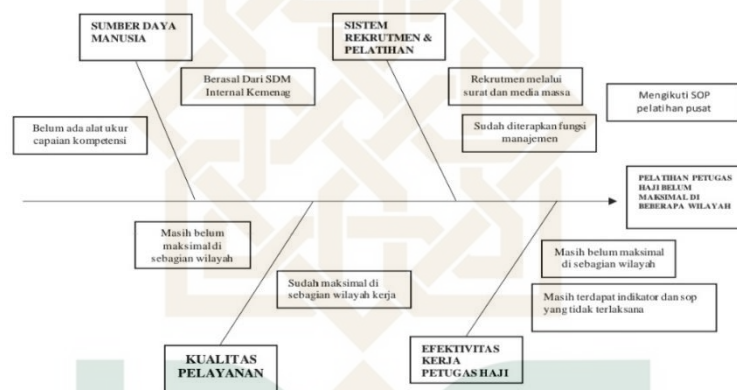 SUMBER DAYA
MANUSIA
SISTEM
REKRUTMEN &
PELATIHAN
Berasal Dari SDM
Internal Kemenag
Rekrutmen melalui
surat dan media massa
Mengikuti SOP
pelatihan pusat
Belum ada alat ukur
capaian kompetensi
Sudah diterapkan fungsi
manajemen
PELATIHAN PETUGAS
HAJI BELUM
MAKSIMAL DI
BEBERAPA WILAYAH
Masih belum
maksimal di
sebagian wilayah
Sudah maksimal di
sebagian wilayah kerja
Masih belum maksimal
di sebagian wilayah
Masih terdapat indikator dan sop
yang tidak terlaksana
KUALITAS
PELAYANAN
EFEKTIVITAS
KERJA
PETUGAS HAJI